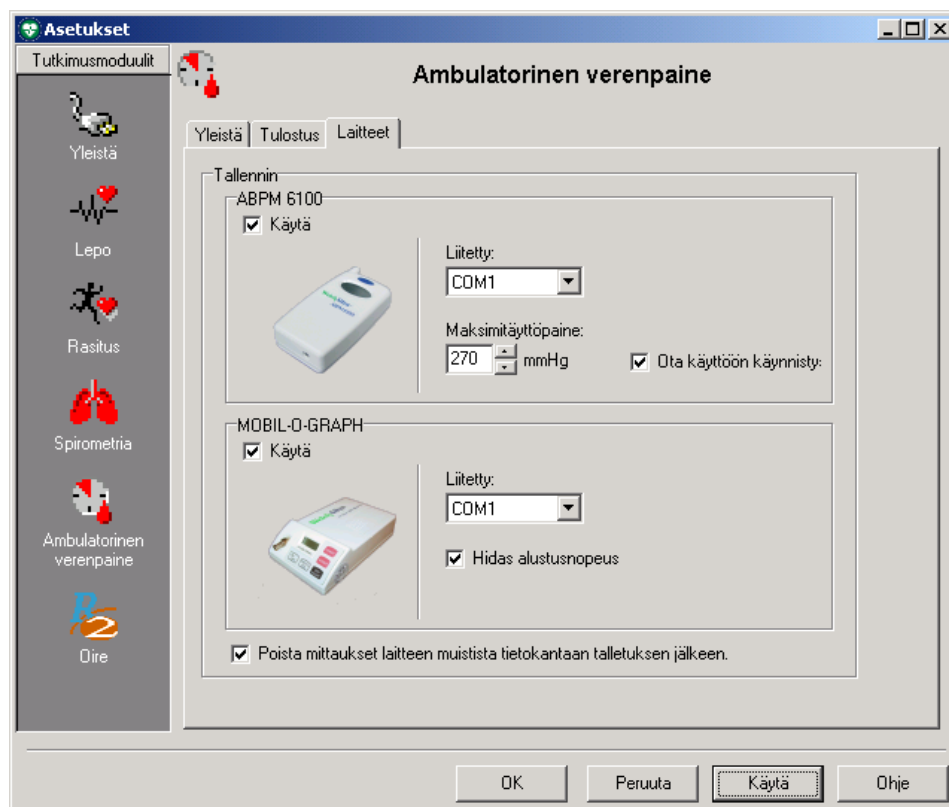 Asetukset
Tutkimusmoduulit
Yleistä
Lepo
Rasitus
Spirometria
Ambulatorinen
verenpaine
Oire
Ambulatorinen verenpaine
Yleistä
Tulostus
Laitteet
Tallennin
ABPM 6100
Käytä
Liitetty:
COM1
Maksimitäyttöpaine:
270 mmHg
Ota käyttöön käynnisty:
MOBIL-O-GRAPH
Käytä
Liitetty:
COM1
Hidas alustusnopeus
Poista mittaukset laitteen muistista tietokantaan talletuksen jälkeen.
OK
Peruuta
Käytä
Ohje